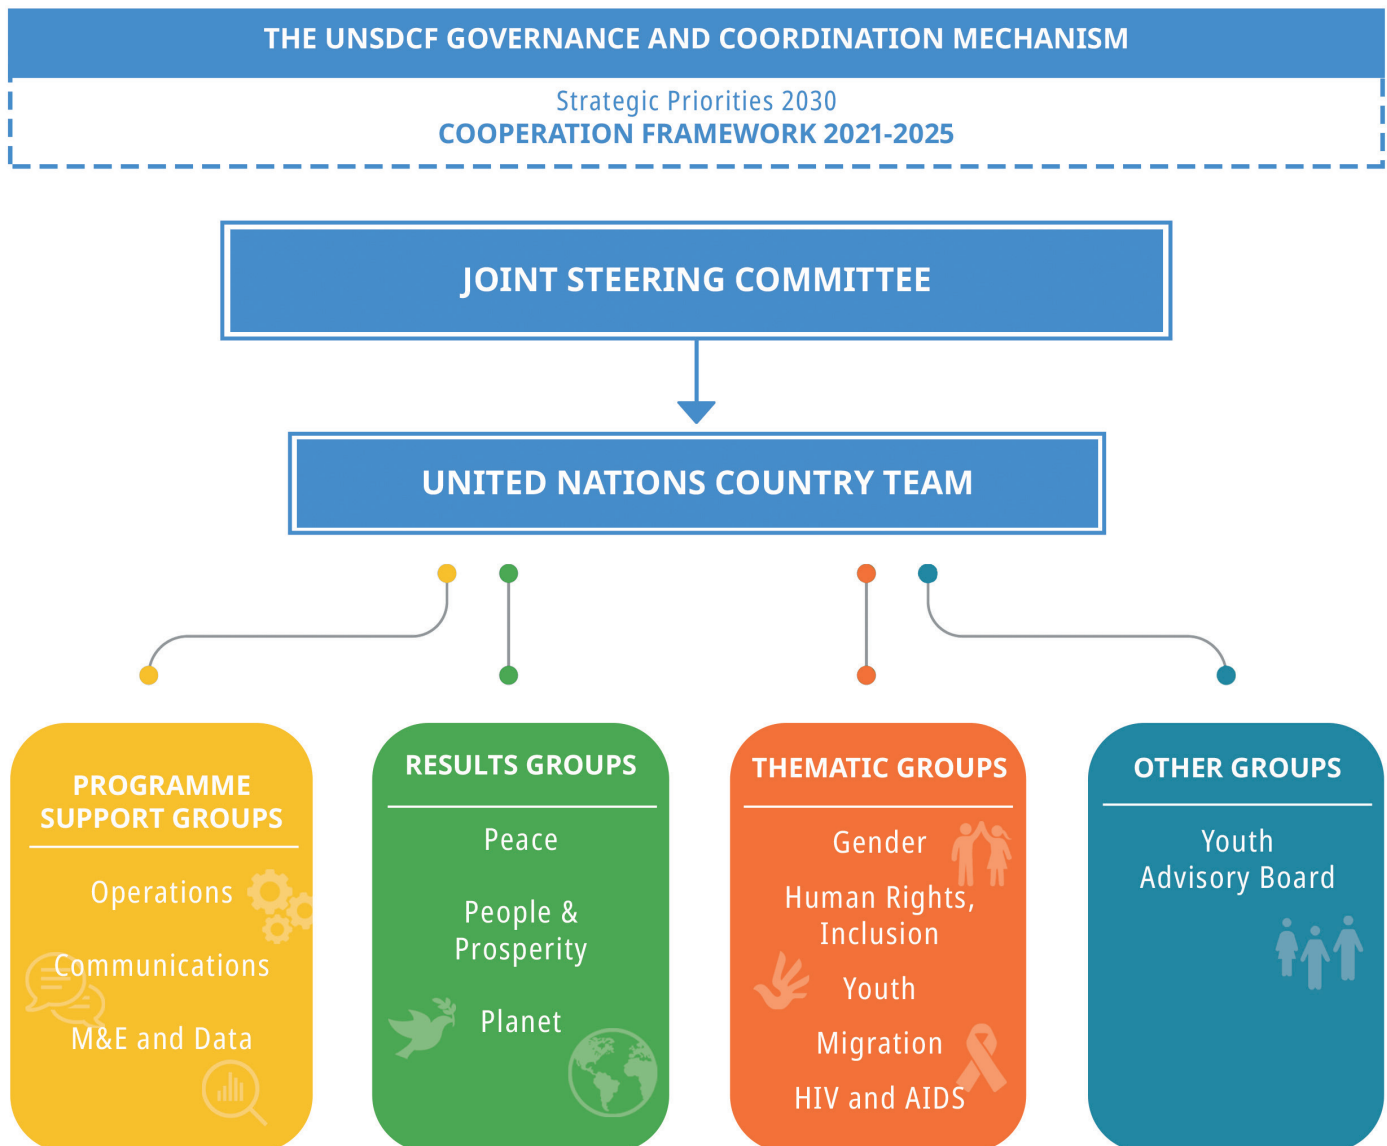 THE UNSDCF GOVERNANCE AND COORDINATION MECHANISM
Strategic Priorities 2030
COOPERATION FRAMEWORK 2021-2025
JOINT STEERING COMMITTEE
UNITED NATIONS COUNTRY TEAM
PROGRAMME
SUPPORT GROUPS
Operations
Communications
M&E and Data
RESULTS GROUPS
Peace
People &
Prosperity
Planet
THEMATIC GROUPS
Gender
Human Rights,
Inclusion
Youth
Migration
HIV and AIDS
OTHER GROUPS
Youth
Advisory Board